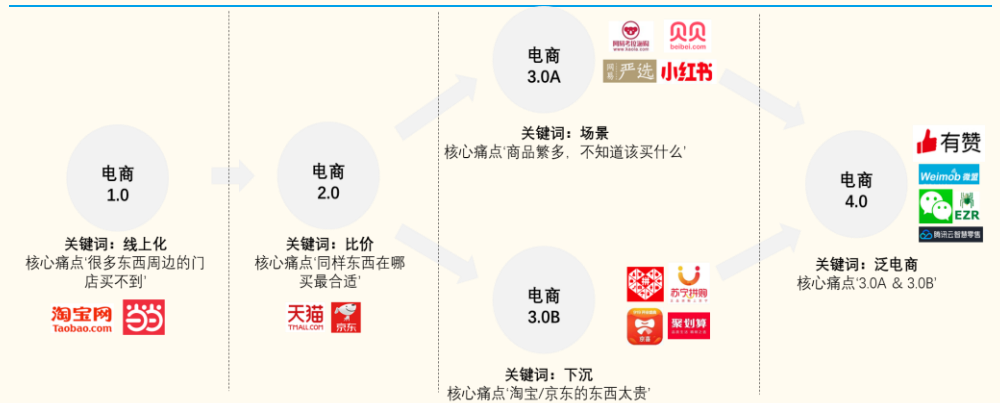 电商
1.0
关键词：线上化
核心痛点‘很多东西周边的门
店买不到’
淘宝网
Taobao.com
当当
电商
2.0
关键词：比价
核心痛点‘同样东西在哪
买最合适’
天猫
TMALL.COM
京东
电商
3.0A
网易考拉海购
www.kaola.com
贝贝
beibei.com
网易
严选
小红书
关键词：场景
核心痛点‘商品繁多，不知道该买什么’
电商
3.0B
苏宁拼购
聚划算
关键词：下沉
核心痛点‘淘宝/京东的东西太贵’
电商
4.0
有赞
Weimob 微盟
EZR
腾讯云智慧零售
关键词：泛电商
核心痛点‘3.0A & 3.0B’